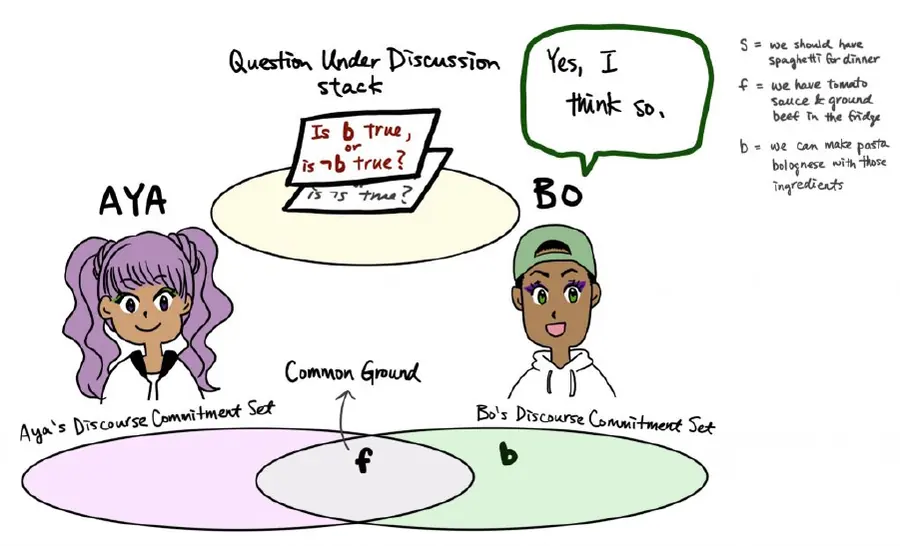 Question Under Discussion
stack
Is b true,
or
is ¬b true?
is ¬s true?
Yes, I
think so.
S = we should have
spaghetti for dinner
f = we have tomato
sauce & ground
beef in the fridge
b = we can make pasta
bolognese with those
ingredients
AYA
BO
Common Ground
Aya's Discourse Commitment Set
Bo's Discourse Commitment Set
f
b